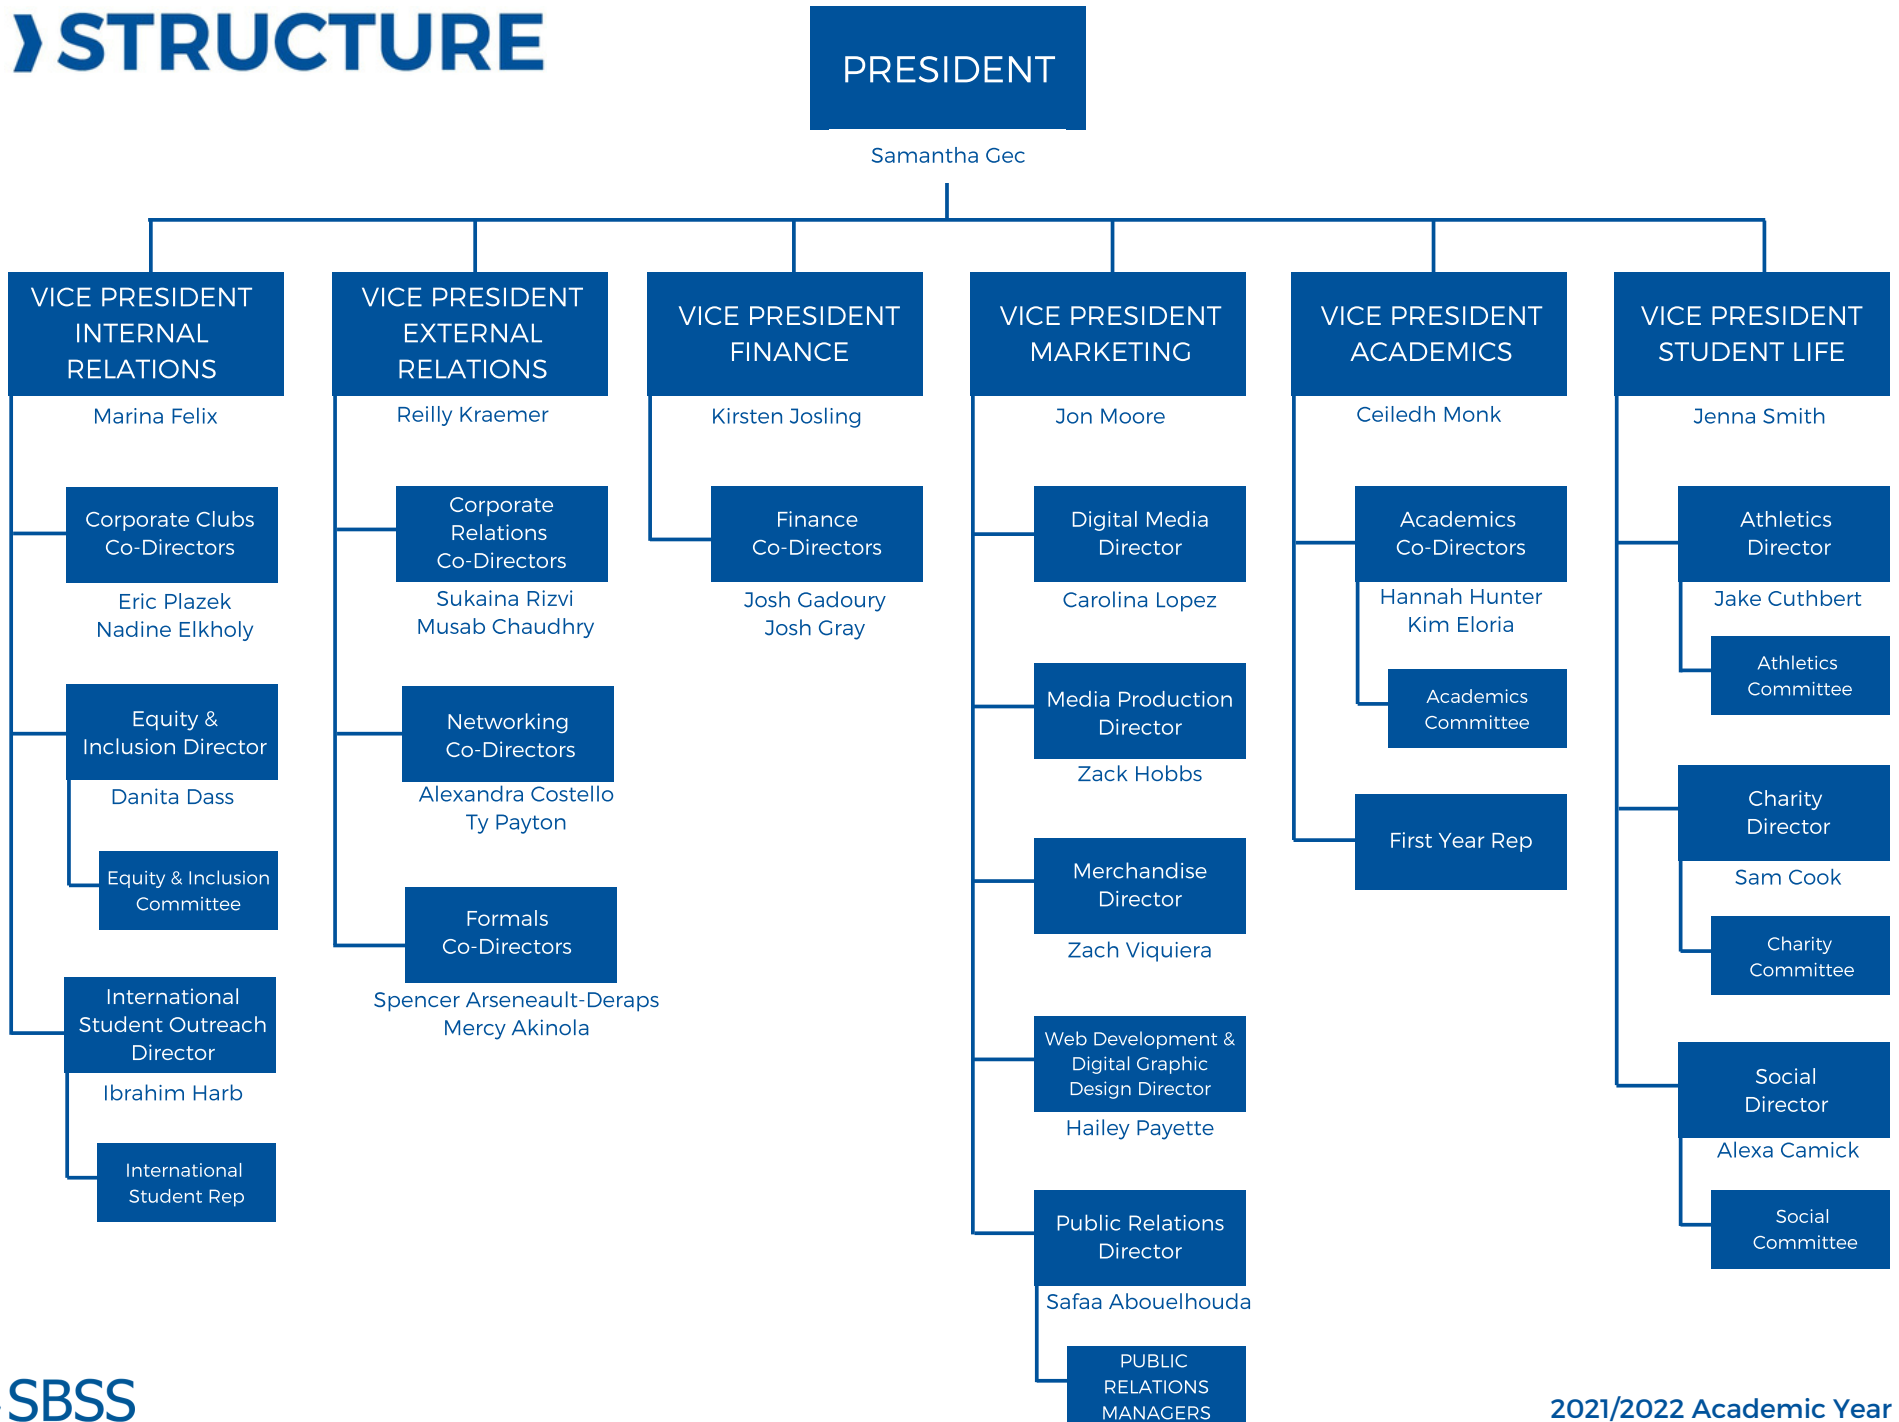 STRUCTURE
PRESIDENT
Samantha Gec
VICE PRESIDENT
INTERNAL
RELATIONS
Marina Felix
Corporate Clubs
Co-Directors
Eric Plazek
Nadine Elkholy
Equity &
Inclusion Director
Danita Dass
Equity & Inclusion
Committee
International
Student Outreach
Director
Ibrahim Harb
International
Student Rep
VICE PRESIDENT
EXTERNAL
RELATIONS
Reilly Kraemer
Corporate
Relations
Co-Directors
Sukaina Rizvi
Musab Chaudhry
Networking
Co-Directors
Alexandra Costello
Ty Payton
Formals
Co-Directors
Spencer Arseneault-Deraps
Mercy Akinola
VICE PRESIDENT
FINANCE
Kirsten Josling
Finance
Co-Directors
Josh Gadoury
Josh Gray
VICE PRESIDENT
MARKETING
Jon Moore
Digital Media
Director
Carolina Lopez
Media Production
Director
Zack Hobbs
Merchandise
Director
Zach Viquiera
Web Development &
Digital Graphic
Design Director
Hailey Payette
Public Relations
Director
Safaa Abouelhouda
PUBLIC
RELATIONS
MANAGERS
VICE PRESIDENT
ACADEMICS
Ceiledh Monk
Academics
Co-Directors
Hannah Hunter
Kim Eloria
Academics
Committee
First Year Rep
VICE PRESIDENT
STUDENT LIFE
Jenna Smith
Athletics
Director
Jake Cuthbert
Athletics
Committee
Charity
Director
Sam Cook
Charity
Committee
Social
Director
Alexa Camick
Social
Committee
SBSS
2021/2022 Academic Year